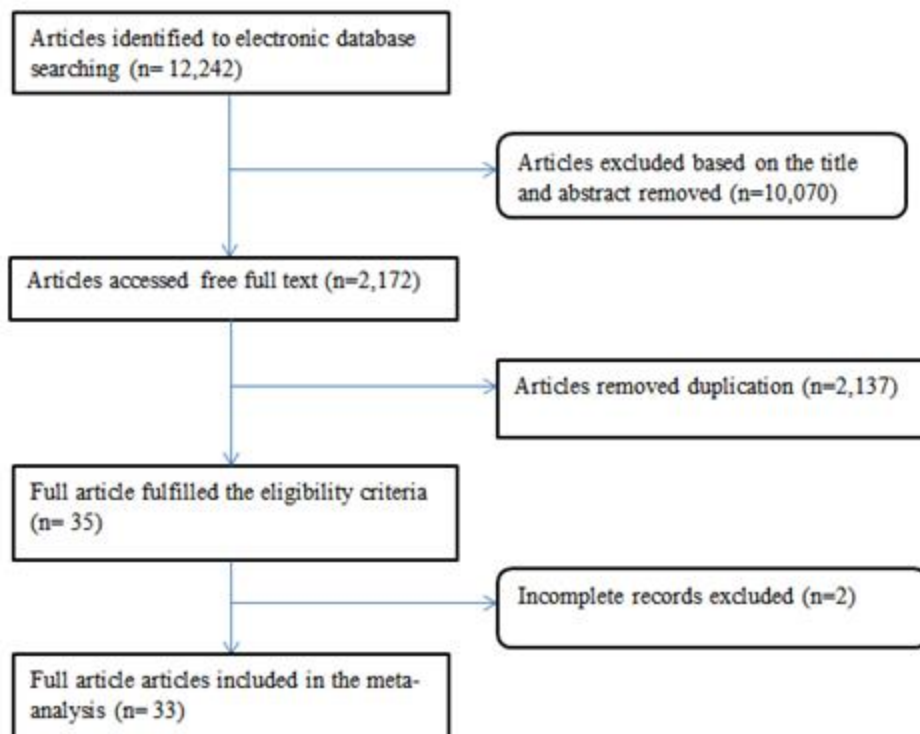 Articles identified to electronic database
searching (n= 12,242)
Articles excluded based on the title
and abstract removed (n=10,070)
Articles accessed free full text (n=2,172)
Articles removed duplication (n=2,137)
Full article fulfilled the eligibility criteria
(n= 35)
Incomplete records excluded (n=2)
Full article articles included in the meta-
analysis (n= 33)